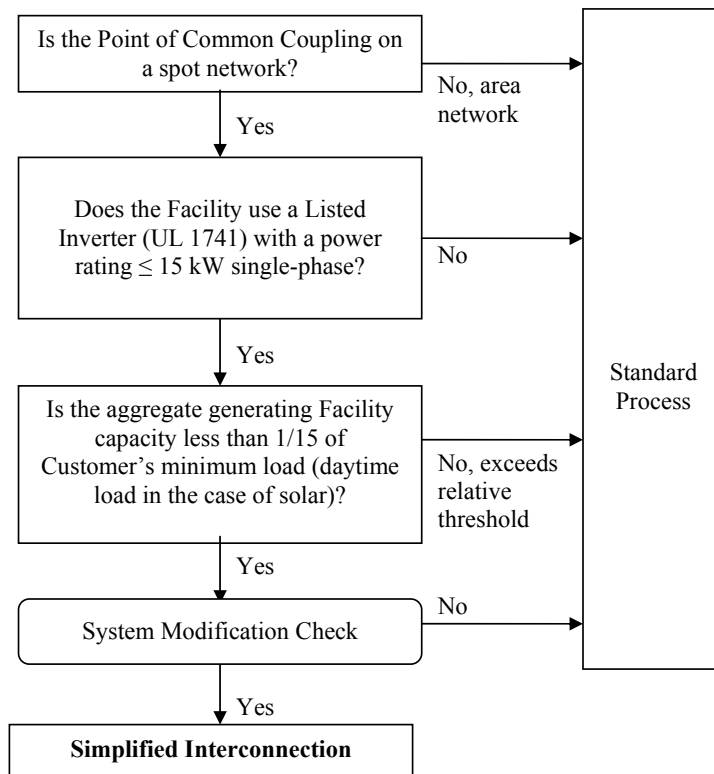 Is the Point of Common Coupling on
a spot network?
No, area
network
Yes
Does the Facility use a Listed
Inverter (UL 1741) with a power
rating ≤ 15 kW single-phase?
No
Yes
Standard
Process
Is the aggregate generating Facility
capacity less than 1/15 of
Customer’s minimum load (daytime
load in the case of solar)?
No, exceeds
relative
threshold
Yes
System Modification Check
No
Yes
Simplified Interconnection